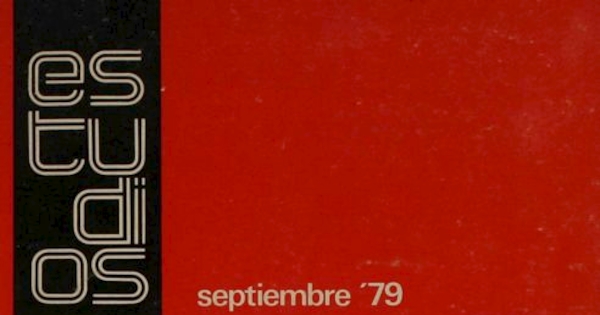 es
tu
di
os
septiembre ´79